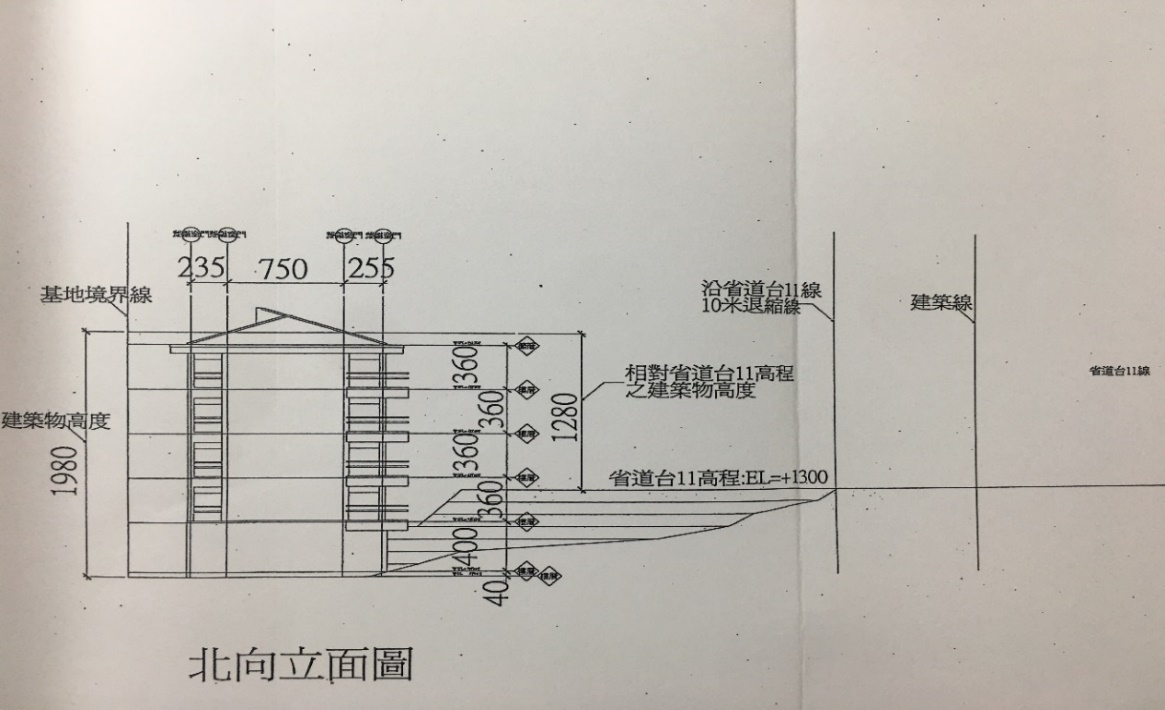 235
750
255
基地境界線
沿省道台11線
10米退縮線
建築線
省道台11線
360
相對省道台11高程
之建築物高度
360
1280
建築物高度
1980
360
省道台11高程:EL=+1300
360
400
40
北向立面圖